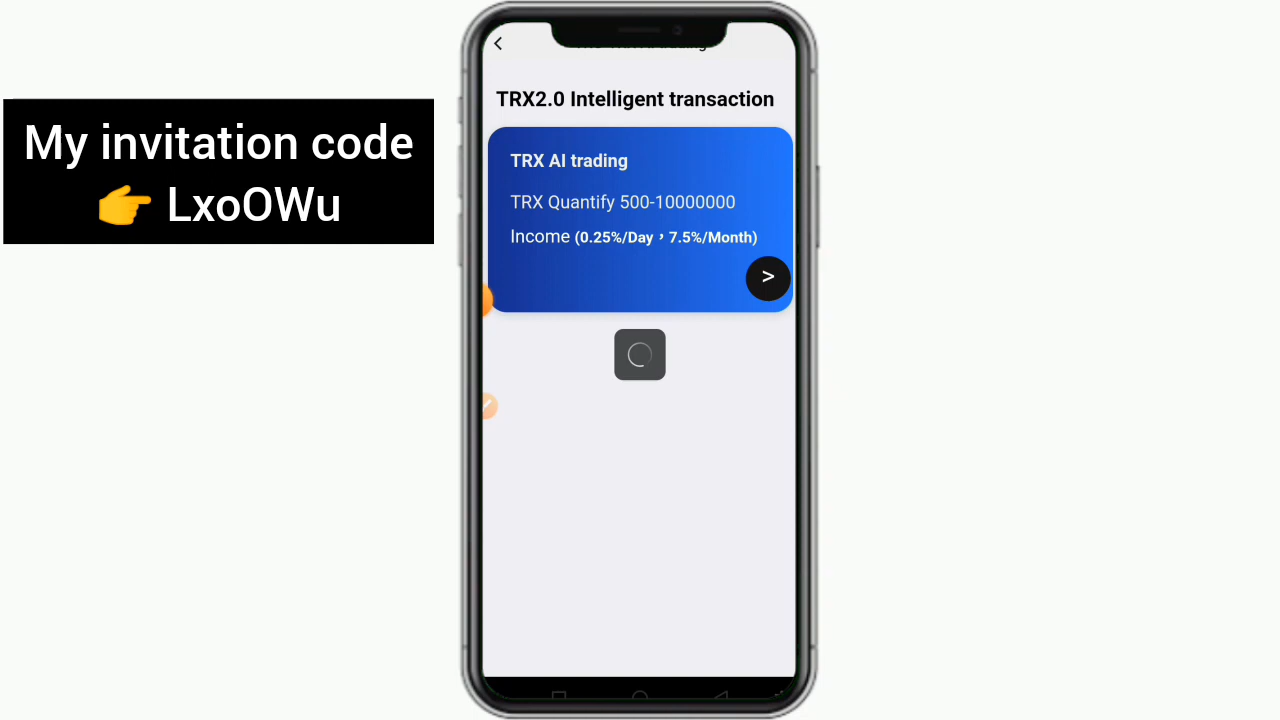 My invitation code
👉 LxoOWu
TRX2.0 Intelligent transaction
TRX AI trading
TRX Quantify 500-10000000
Income (0.25%/Day，7.5%/Month)
>